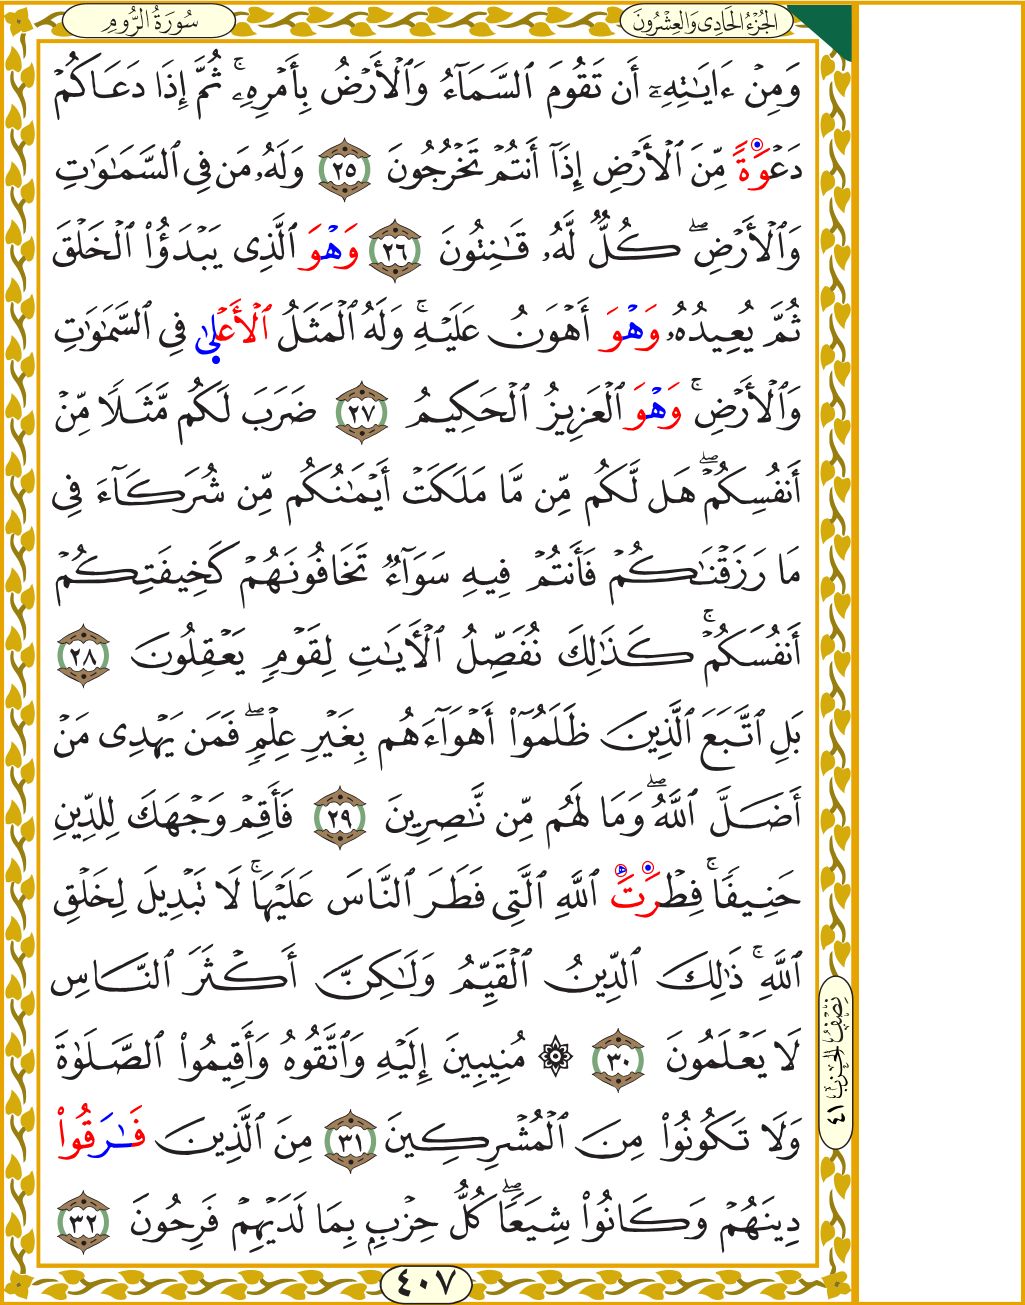 سُورَةُ الرُّومِ
الجُزْءُ الحَادِي وَالعِشْرُونَ
وَمِنْ ءَايَٰتِهِۦٓ أَن تَقُومَ ٱلسَّمَآءُ وَٱلْأَرْضُ بِأَمْرِهِۦۚ ثُمَّ إِذَا دَعَاكُمْ
دَعْوَةً مِّنَ ٱلْأَرْضِ إِذَآ أَنتُمْ تَخْرُجُونَ ٢٥ وَلَهُۥ مَن فِى ٱلسَّمَٰوَٰتِ
وَٱلْأَرْضِۖ كُلٌّ لَّهُۥ قَٰنِتُونَ ٢٦ وَهْوَ ٱلَّذِى يَبْدَؤُا۟ ٱلْخَلْقَ
ثُمَّ يُعِيدُهُۥ وَهْوَ أَهْوَنُ عَلَيْهِۚ وَلَهُ ٱلْمَثَلُ ٱلْأَعْلَىٰ فِى ٱلسَّمَٰوَٰتِ
وَٱلْأَرْضِۚ وَهْوَ ٱلْعَزِيزُ ٱلْحَكِيمُ ٢٧ ضَرَبَ لَكُم مَّثَلًا مِّنْ
أَنفُسِكُمْۖ هَل لَّكُم مِّن مَّا مَلَكَتْ أَيْمَٰنُكُم مِّن شُرَكَآءَ فِى
مَا رَزَقْنَٰكُمْ فَأَنتُمْ فِيهِ سَوَآءٌ تَخَافُونَهُمْ كَخِيفَتِكُمْ
أَنفُسَكُمْۚ كَذَٰلِكَ نُفَصِّلُ ٱلْأَيَٰتِ لِقَوْمٍ يَعْقِلُونَ ٢٨
بَلِ ٱتَّبَعَ ٱلَّذِينَ ظَلَمُوٓا۟ أَهْوَآءَهُم بِغَيْرِ عِلْمٍۖ فَمَن يَهْدِى مَنْ
أَضَلَّ ٱللَّهُۖ وَمَا لَهُم مِّن نَّٰصِرِينَ ٢٩ فَأَقِمْ وَجْهَكَ لِلدِّينِ
حَنِيفًاۚ فِطْرَتَ ٱللَّهِ ٱلَّتِى فَطَرَ ٱلنَّاسَ عَلَيْهَاۚ لَا تَبْدِيلَ لِخَلْقِ
ٱللَّهِۚ ذَٰلِكَ ٱلدِّينُ ٱلْقَيِّمُ وَلَٰكِنَّ أَكْثَرَ ٱلنَّاسِ
لَا يَعْلَمُونَ ٣٠ ۞ مُنِيبِينَ إِلَيْهِ وَٱتَّقُوهُ وَأَقِيمُوا۟ ٱلصَّلَوٰةَ
وَلَا تَكُونُوا۟ مِنَ ٱلْمُشْرِكِينَ ٣١ مِنَ ٱلَّذِينَ فَٰرَقُوا۟
دِينَهُمْ وَكَانُوا۟ شِيَعًاۖ كُلُّ حِزْبٍۭ بِمَا لَدَيْهِمْ فَرِحُونَ ٣٢
نِصْفُ الحِزْبِ ٤١
٤٠٧